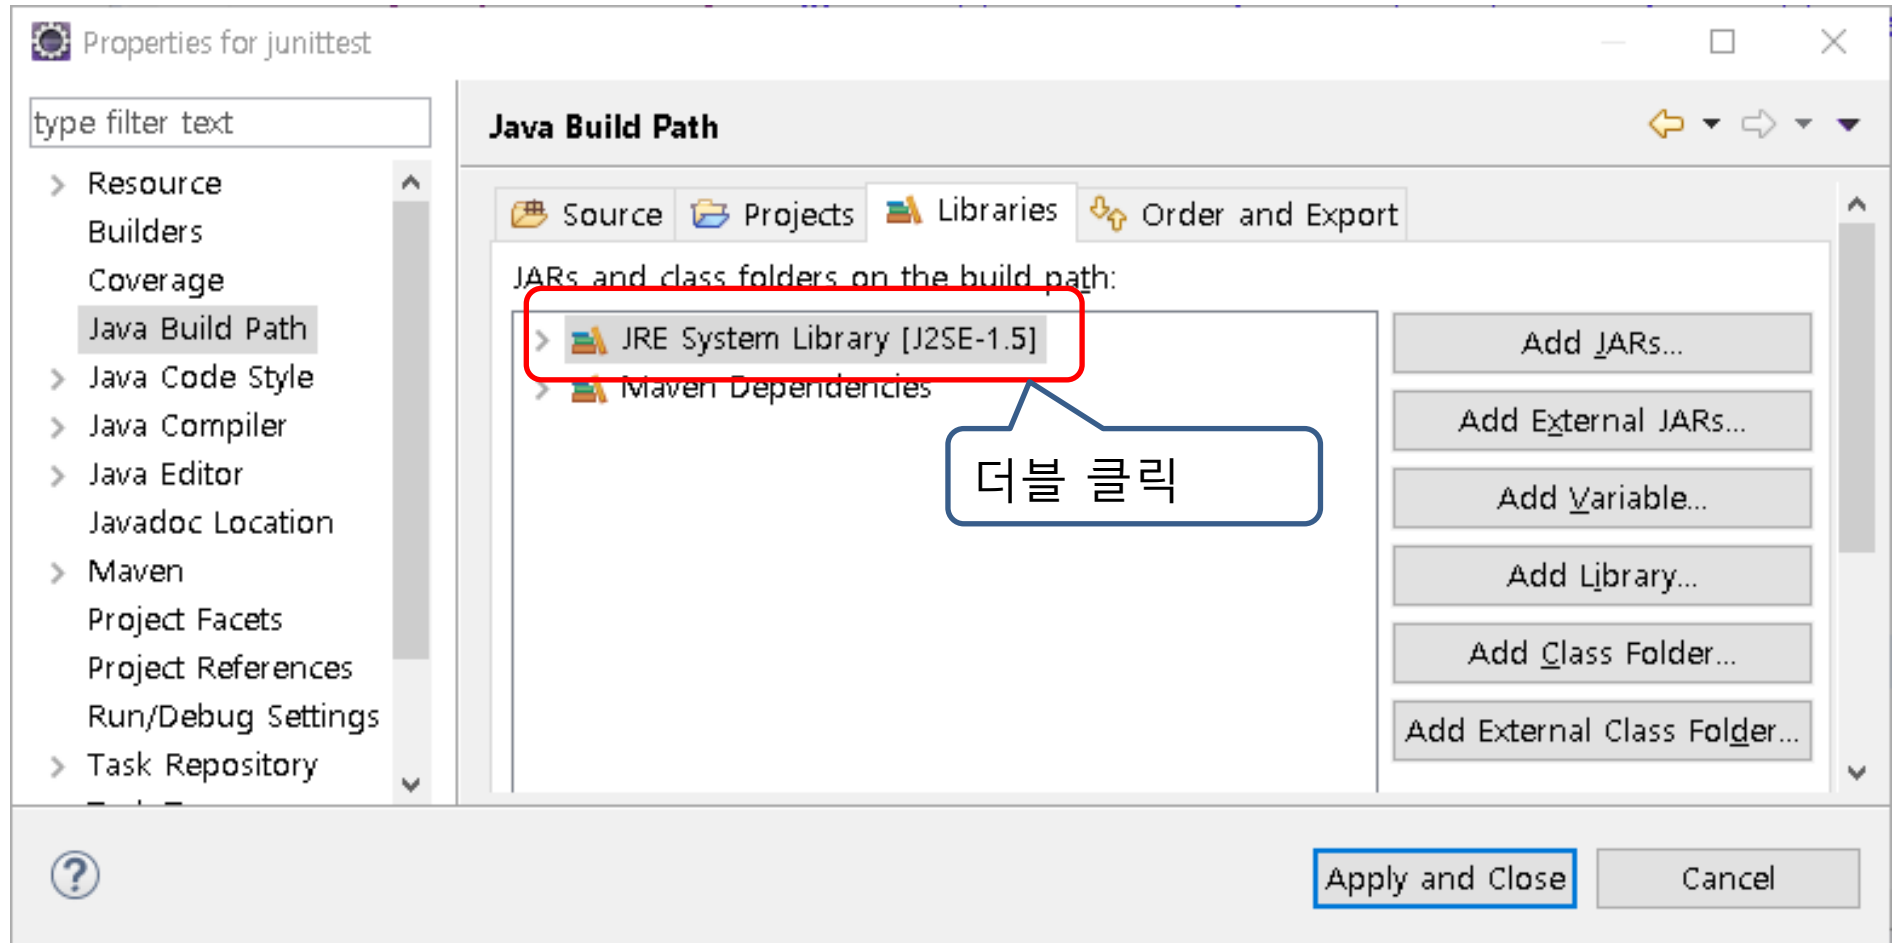 Properties for junittest
type filter text
Resource
Builders
Coverage
Java Build Path
Java Code Style
Java Compiler
Java Editor
Javadoc Location
Maven
Project Facets
Project References
Run/Debug Settings
Task Repository
Java Build Path
Source
Projects
Libraries
Order and Export
JARs and class folders on the build path:
JRE System Library [J2SE-1.5]
Maven Dependencies
더블 클릭
Add JARs...
Add External JARs...
Add Variable...
Add Library...
Add Class Folder...
Add External Class Folder...
Apply and Close
Cancel